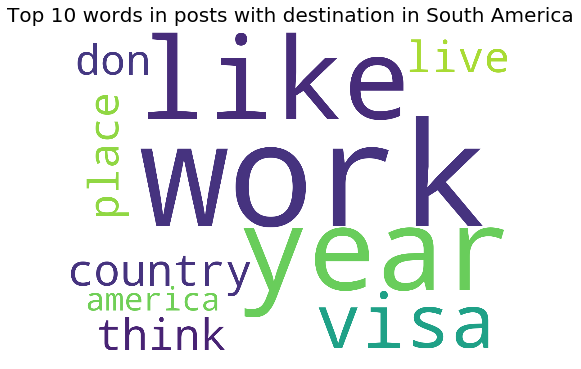 Top 10 words in posts with destination in South America
don
like
live
place
work
year
country
america
visa
think